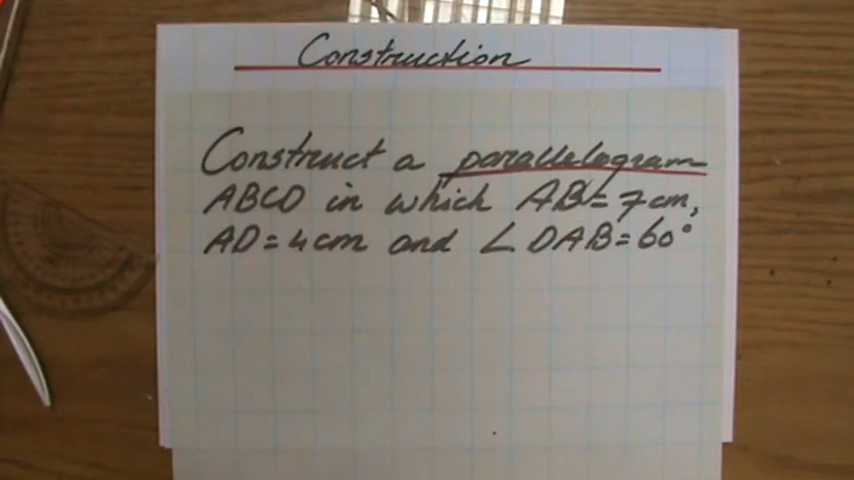 Construction
Construct a parallelogram
ABCD in which AB = 7cm,
AD = 4cm and ∠DAB = 60°